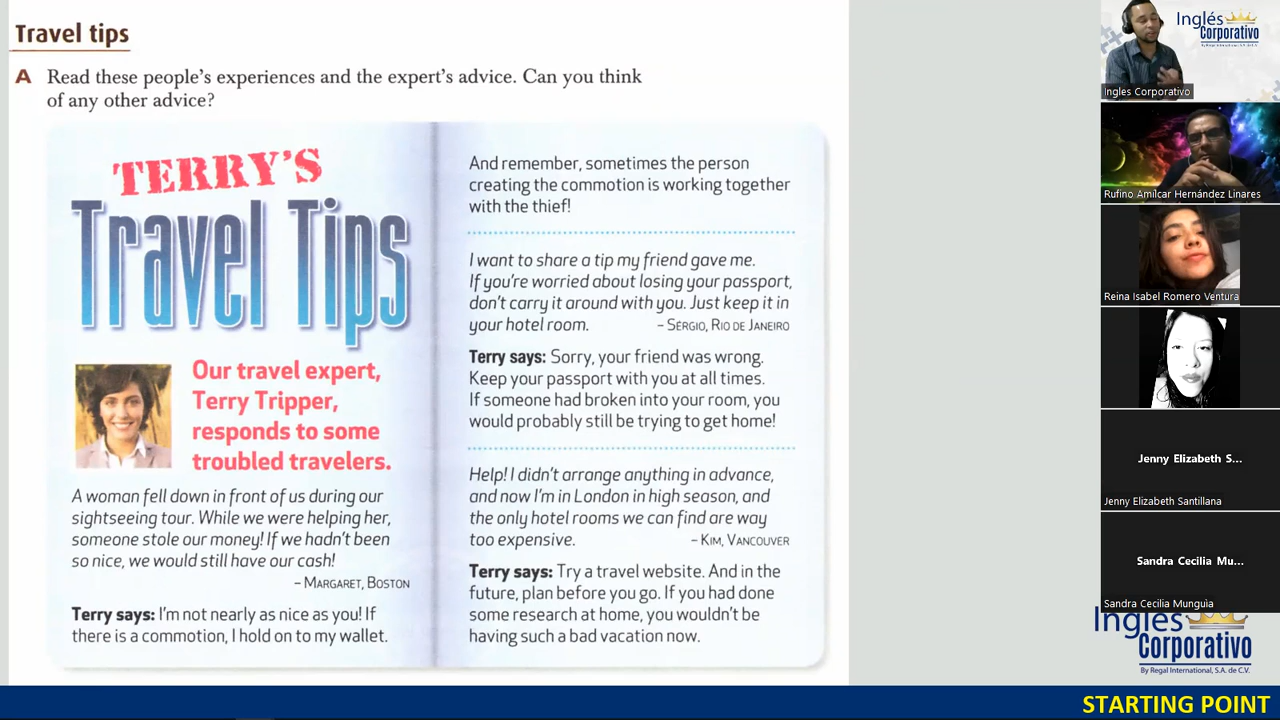 Travel tips
A Read these people's experiences and the expert's advice. Can you think
of any other advice?
TERRY'S
Travel Tips
Our travel expert,
Terry Tripper,
responds to some
troubled travelers.
A woman fell down in front of us during our
sightseeing tour. While we were helping her,
someone stole our money! If we hadn't been
so nice, we would still have our cash!
– MARGARET, BOSTON
Terry says: I'm not nearly as nice as you! If
there is a commotion, I hold on to my wallet.
And remember, sometimes the person
creating the commotion is working together
with the thief!
I want to share a tip my friend gave me.
If you're worried about losing your passport,
don't carry it around with you. Just keep it in
your hotel room. – SÉRGIO, RIO DE JANEIRO
Terry says: Sorry, your friend was wrong.
Keep your passport with you at all times.
If someone had broken into your room, you
would probably still be trying to get home!
Help! I didn't arrange anything in advance,
and now I'm in London in high season, and
the only hotel rooms we can find are way
too expensive. – KIM, VANCOUVER
Terry says: Try a travel website. And in the
future, plan before you go. If you had done
some research at home, you wouldn't be
having such a bad vacation now.
Inglés
Corporativo
Ingles Corporativo
Rufino Amílcar Hernández Linares
Reina Isabel Romero Ventura
Jenny Elizabeth S...
Jenny Elizabeth Santillana
Sandra Cecilia Mu...
Sandra Cecilia Munguìa
Inglés
Corporativo
By Regal International, S.A. de C.V.
STARTING POINT